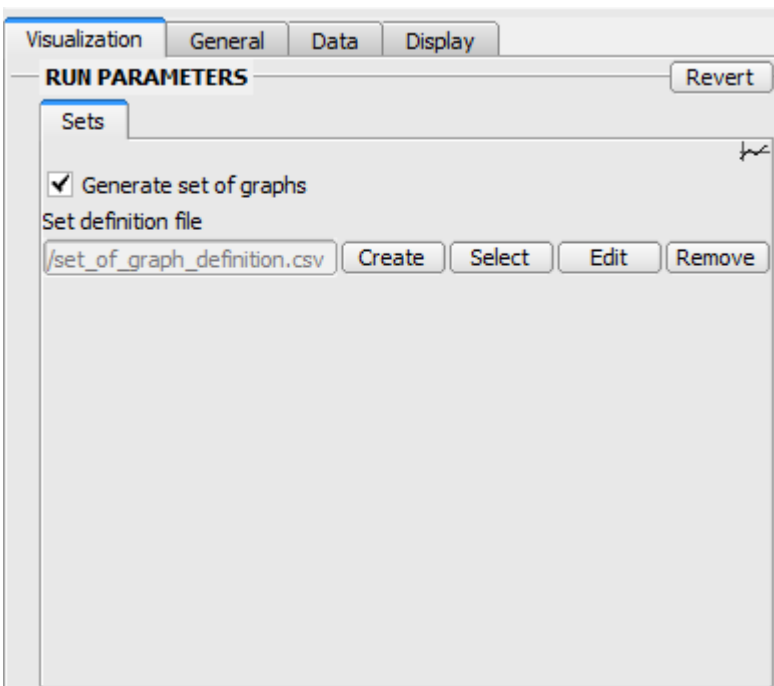 Visualization General Data Display
RUN PARAMETERS Revert
Sets
Generate set of graphs
Set definition file
/set_of_graph_definition.csv Create Select Edit Remove